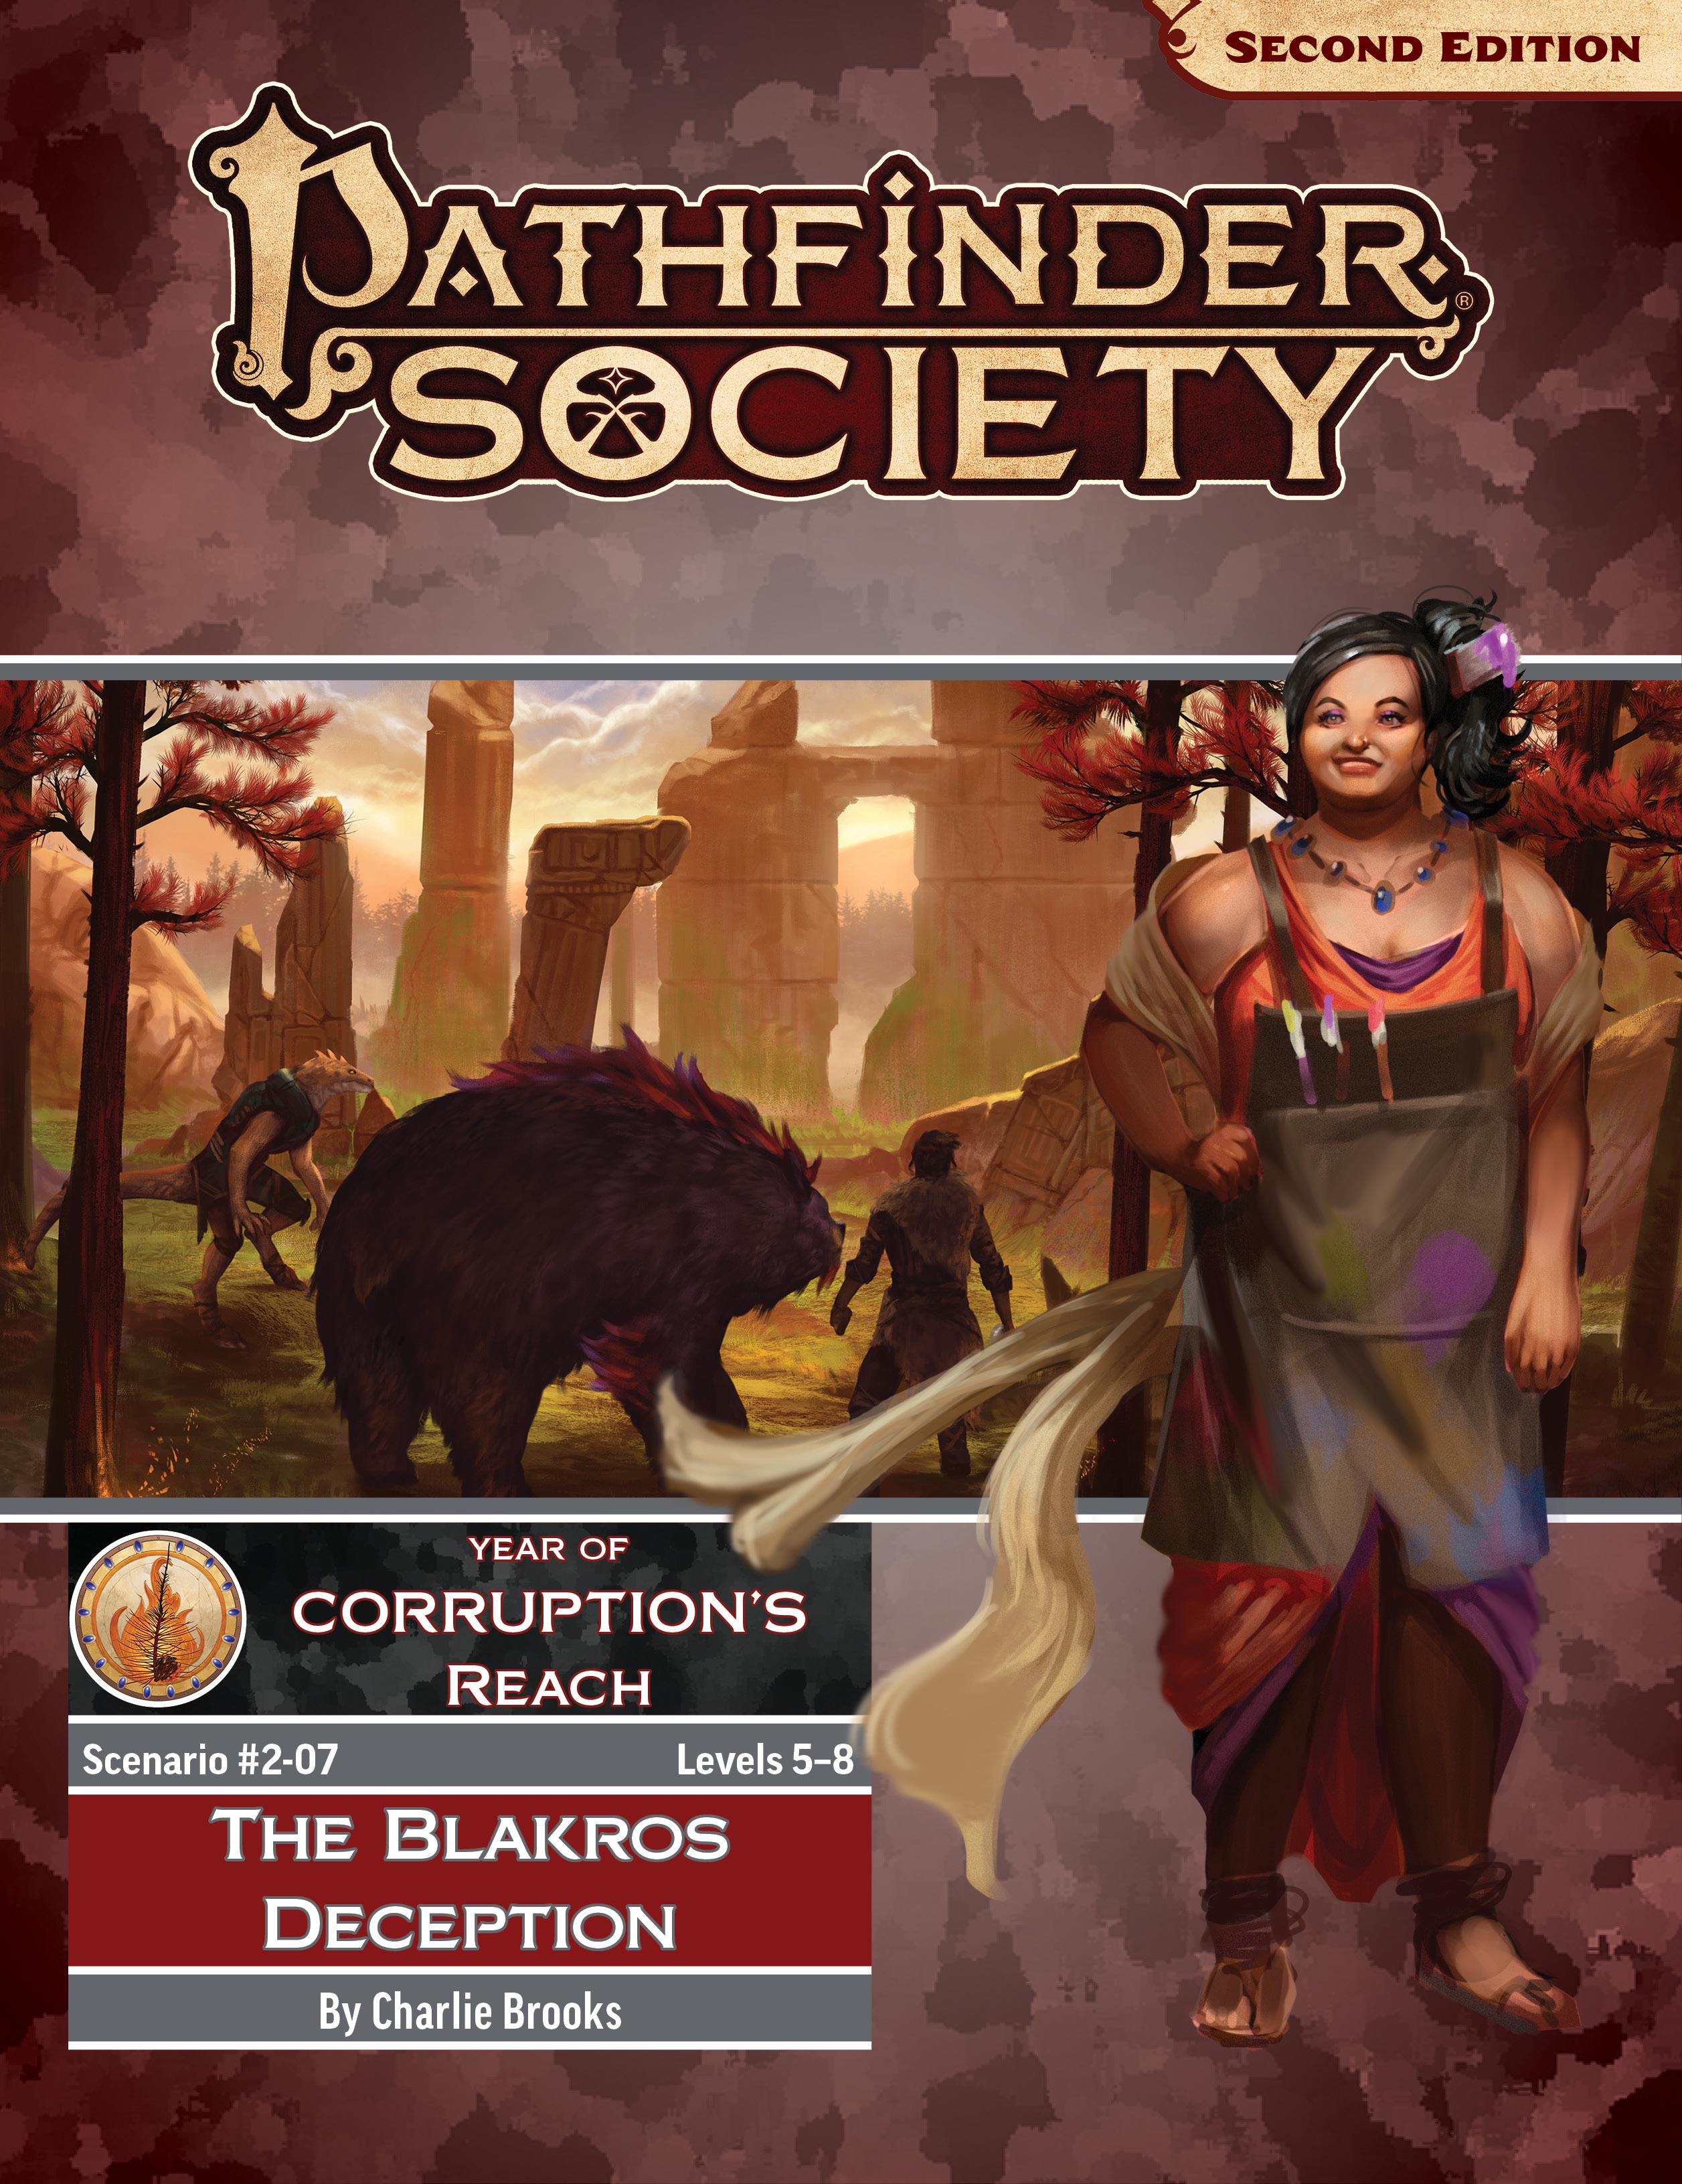 SECOND EDITION
PATHFINDER®
SOCIETY
YEAR OF
CORRUPTION'S
REACH
Scenario #2-07 Levels 5–8
THE BLAKROS
DECEPTION
By Charlie Brooks